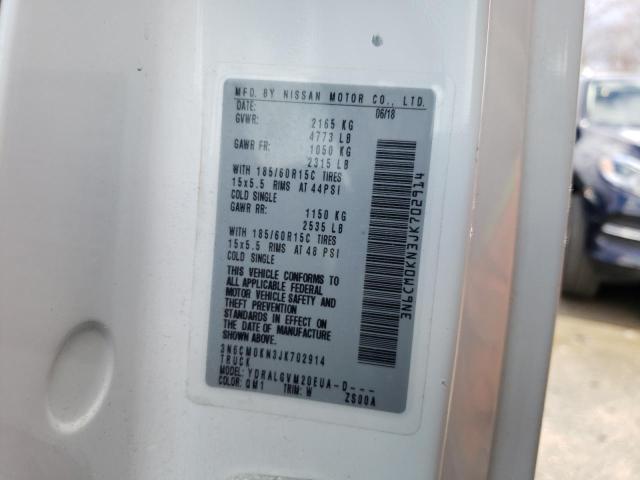 MFD. BY NISSAN MOTOR CO., LTD.
DATE: 06/18
GVWR: 2165 KG
4773 LB
GAWR FR: 1050 KG
2315 LB
WITH 185/60R15C TIRES
15x5.5 RIMS AT 44PSI
COLD SINGLE
GAWR RR: 1150 KG
2535 LB
WITH 185/60R15C TIRES
15x5.5 RIMS AT 48 PSI
COLD SINGLE
THIS VEHICLE CONFORMS TO
ALL APPLICABLE FEDERAL
MOTOR VEHICLE SAFETY AND
THEFT PREVENTION
STANDARDS IN EFFECT ON
THE DATE OF MANUFACTURE
SHOWN ABOVE.
3N6CM0KN3JK702914
TRUCK
MODEL: YDRALGVM20EUA-D---
COLOR: QM1 TRIM: W ZS00A
3N6CM0KN3JK702914